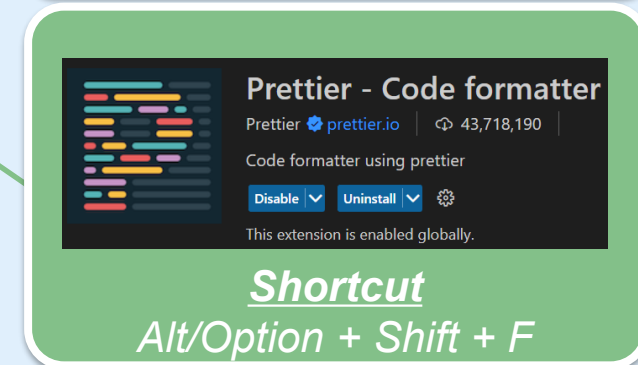 Prettier - Code formatter
Prettier prettier.io 43,718,190
Code formatter using prettier
Disable Uninstall
This extension is enabled globally.
Shortcut
Alt/Option + Shift + F